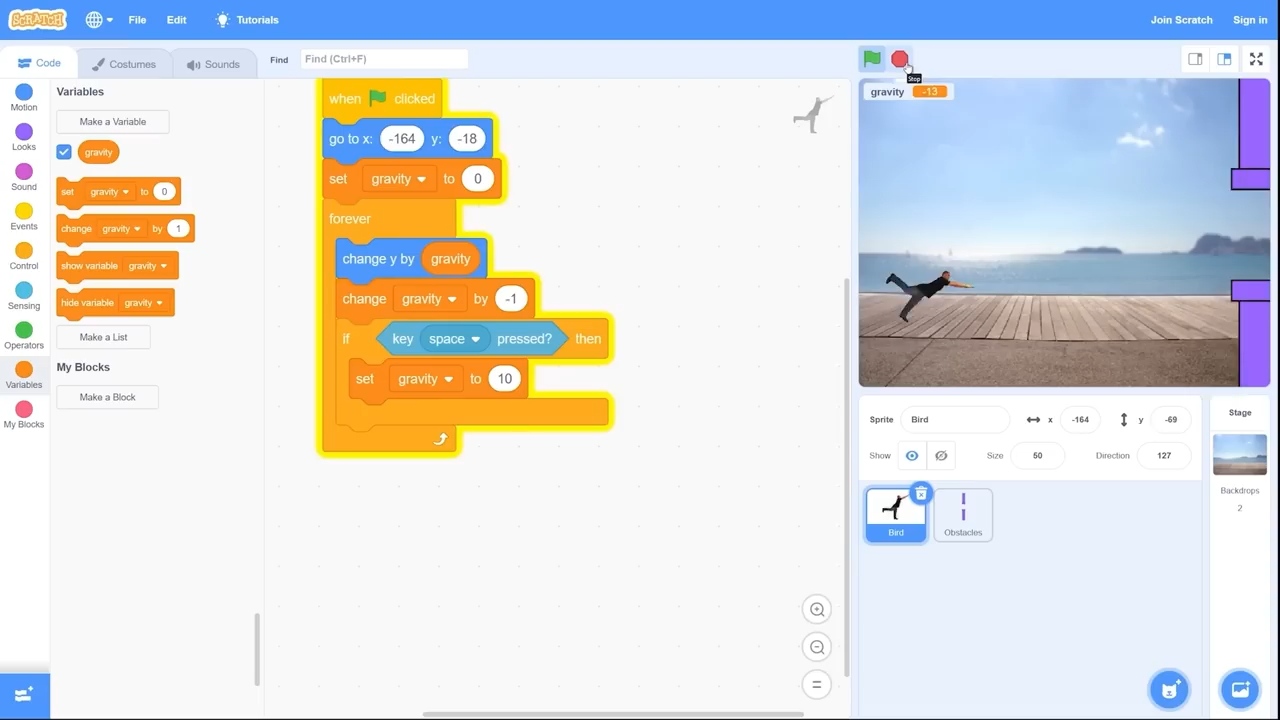 SCRATCH File Edit Tutorials Join Scratch Sign in
Code Costumes Sounds Find Find (Ctrl+F)
Stop
Motion
Looks
Sound
Events
Control
Sensing
Operators
Variables
My Blocks
Variables
Make a Variable
gravity
set gravity to 0
change gravity by 1
show variable gravity
hide variable gravity
Make a List
My Blocks
Make a Block
when clicked
go to x: -164 y: -18
set gravity to 0
forever
change y by gravity
change gravity by -1
if key space pressed? then
set gravity to 10
gravity -13
Sprite Bird x -164 y -69
Show Size 50 Direction 127
Bird
Obstacles
Stage
Backdrops
2